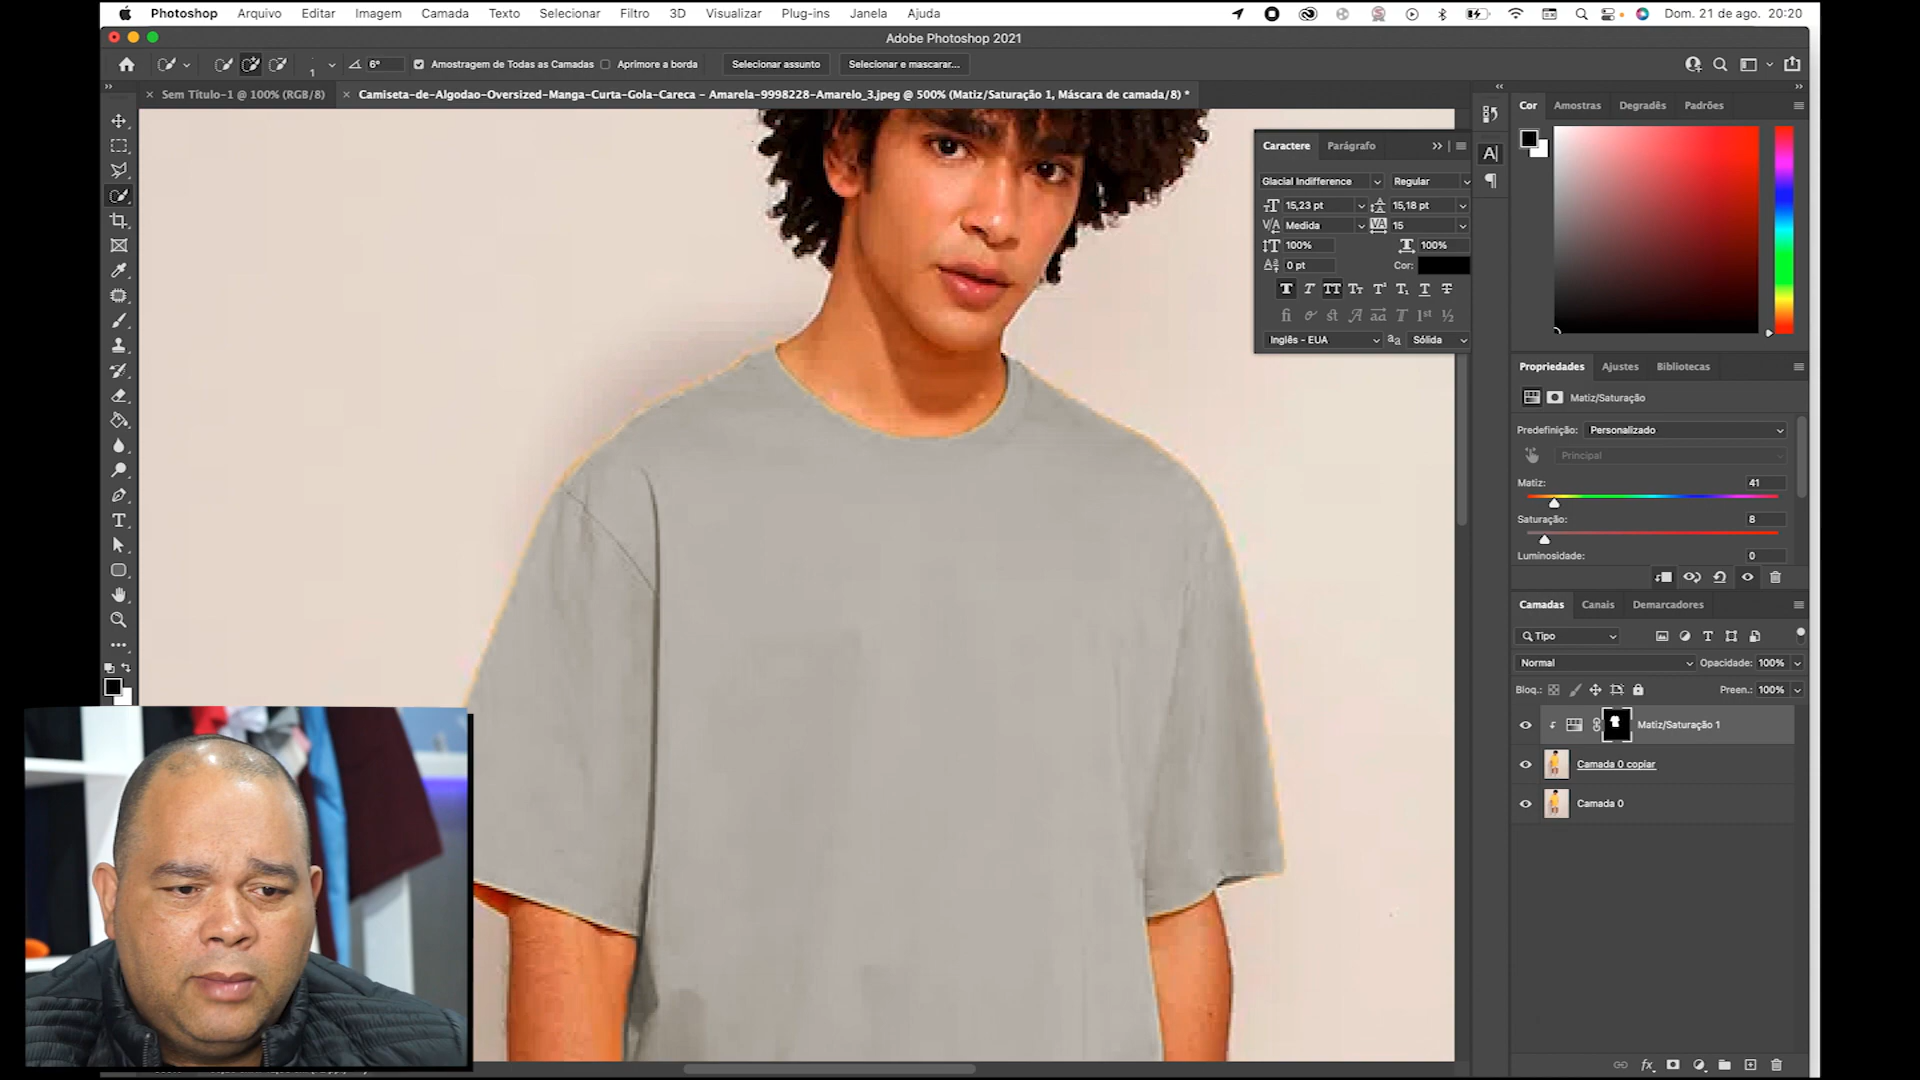 Photoshop Arquivo Editar Imagem Camada Texto Selecionar Filtro 3D Visualizar Plug-ins Janela Ajuda Dom. 21 de ago. 20:20
Adobe Photoshop 2021
1 6° Amostragem de Todas as Camadas Aprimore a borda Selecionar assunto Selecionar e mascarar...
Sem Título-1 @ 100% (RGB/8) Camiseta-de-Algodao-Oversized-Manga-Curta-Gola-Careca – Amarela-9998228-Amarelo_3.jpeg @ 500% (Matiz/Saturação 1, Máscara de camada/8) *
Cor Amostras Degradês Padrões
Caractere Parágrafo
Glacial Indifference Regular
15,23 pt 15,18 pt
Medida 15
100% 100%
0 pt Cor:
Inglês - EUA aa Sólida
Propriedades Ajustes Bibliotecas
Matiz/Saturação
Predefinição: Personalizado
Principal
Matiz: 41
Saturação: 8
Luminosidade: 0
Camadas Canais Demarcadores
Tipo
Normal Opacidade: 100%
Bloq.: Preen.: 100%
Matiz/Saturação 1
Camada 0 copiar
Camada 0